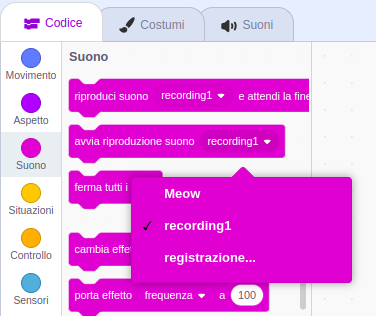 Codice
Costumi
Suoni
Movimento
Aspetto
Suono
Situazioni
Controllo
Sensori
Suono
riproduci suono recording1 e attendi la fine
avvia riproduzione suono recording1
ferma tutti i
Meow
✓ recording1
registrazione...
cambia effe
porta effetto frequenza a 100